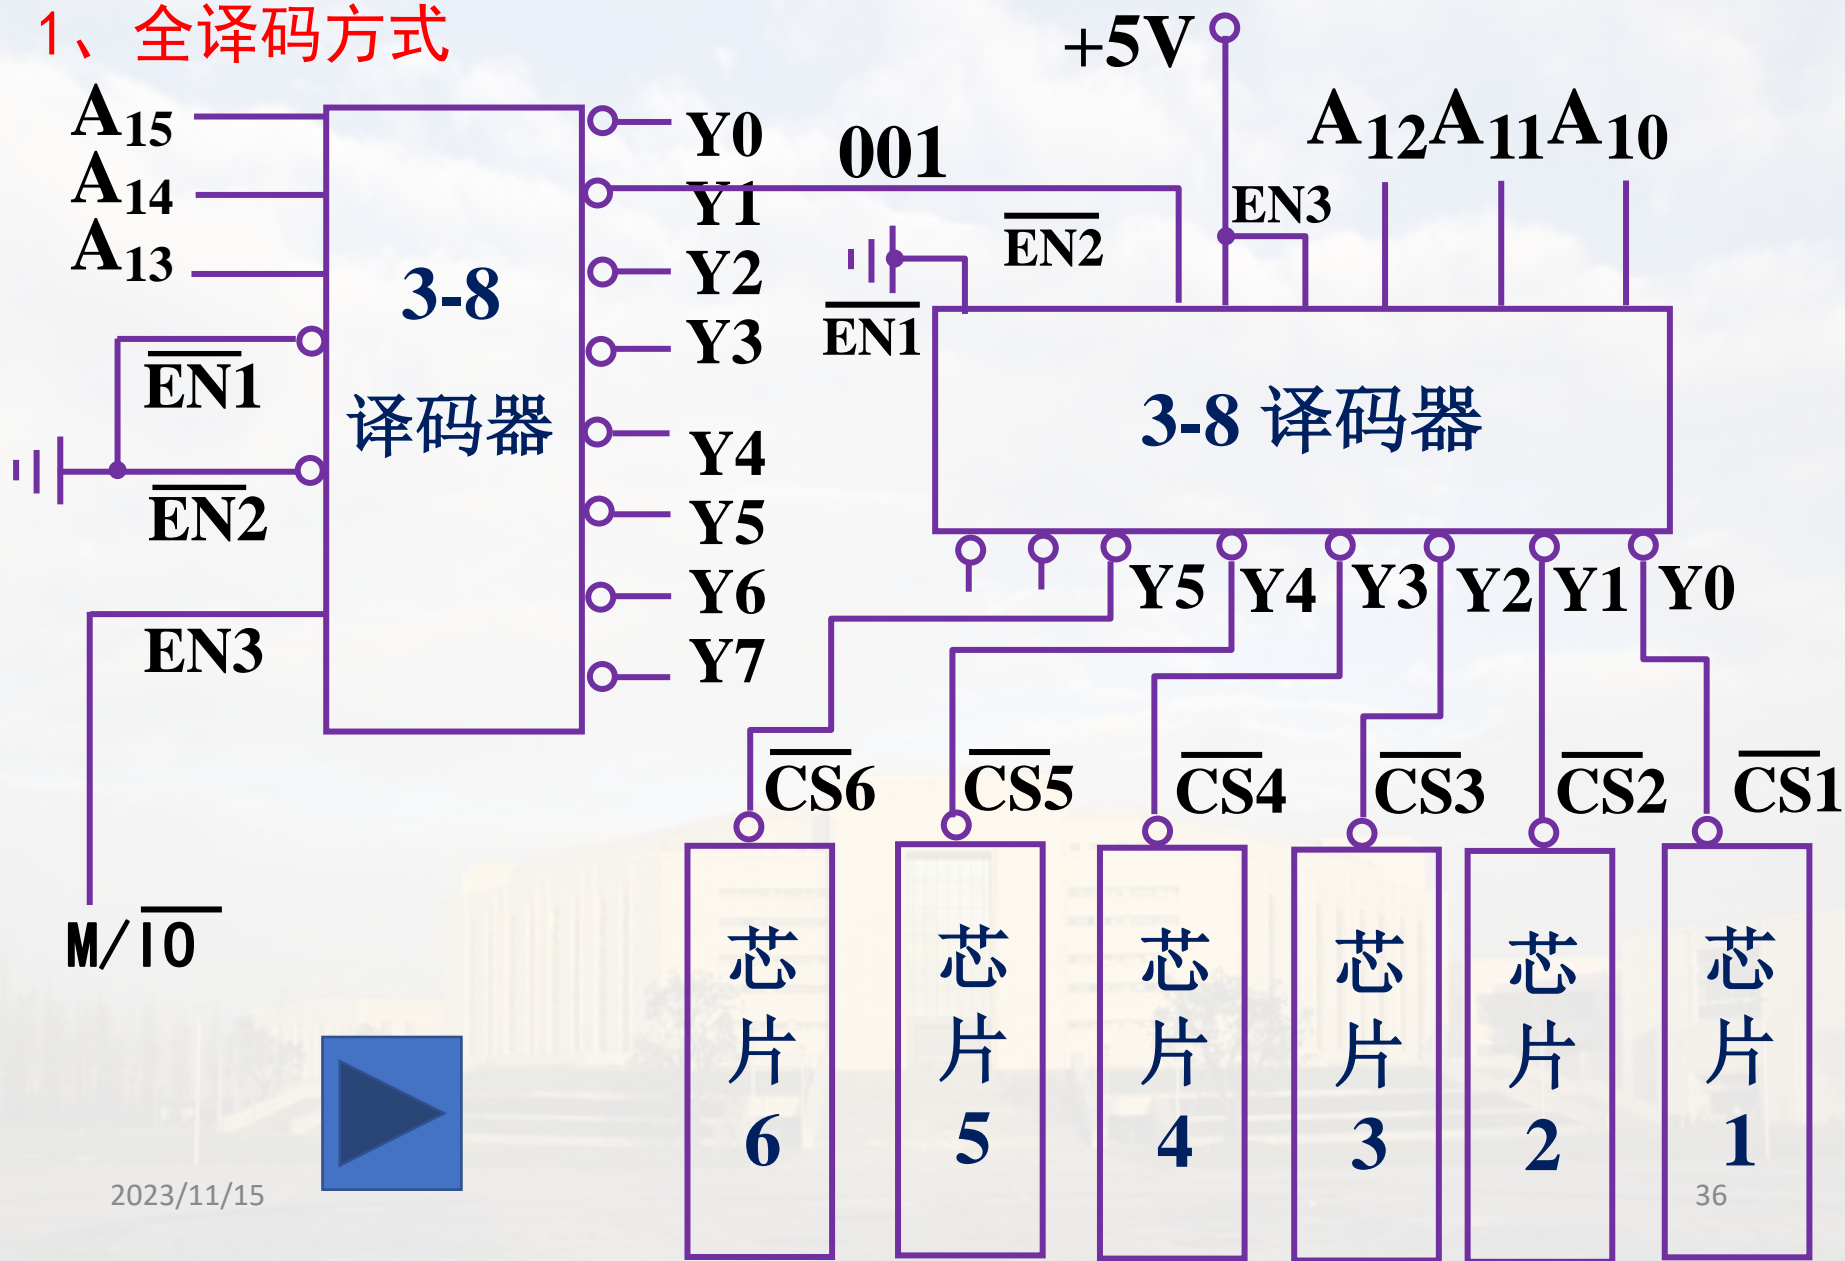 1、全译码方式
+5V
A15
A14
A13
3-8
译码器
EN1
EN2
EN3
M/IO
Y0
Y1
Y2
Y3
Y4
Y5
Y6
Y7
001
EN2
EN3
A12 A11 A10
EN1
3-8 译码器
Y5 Y4 Y3 Y2 Y1 Y0
CS6 CS5 CS4 CS3 CS2 CS1
芯片6
芯片5
芯片4
芯片3
芯片2
芯片1
2023/11/15
36